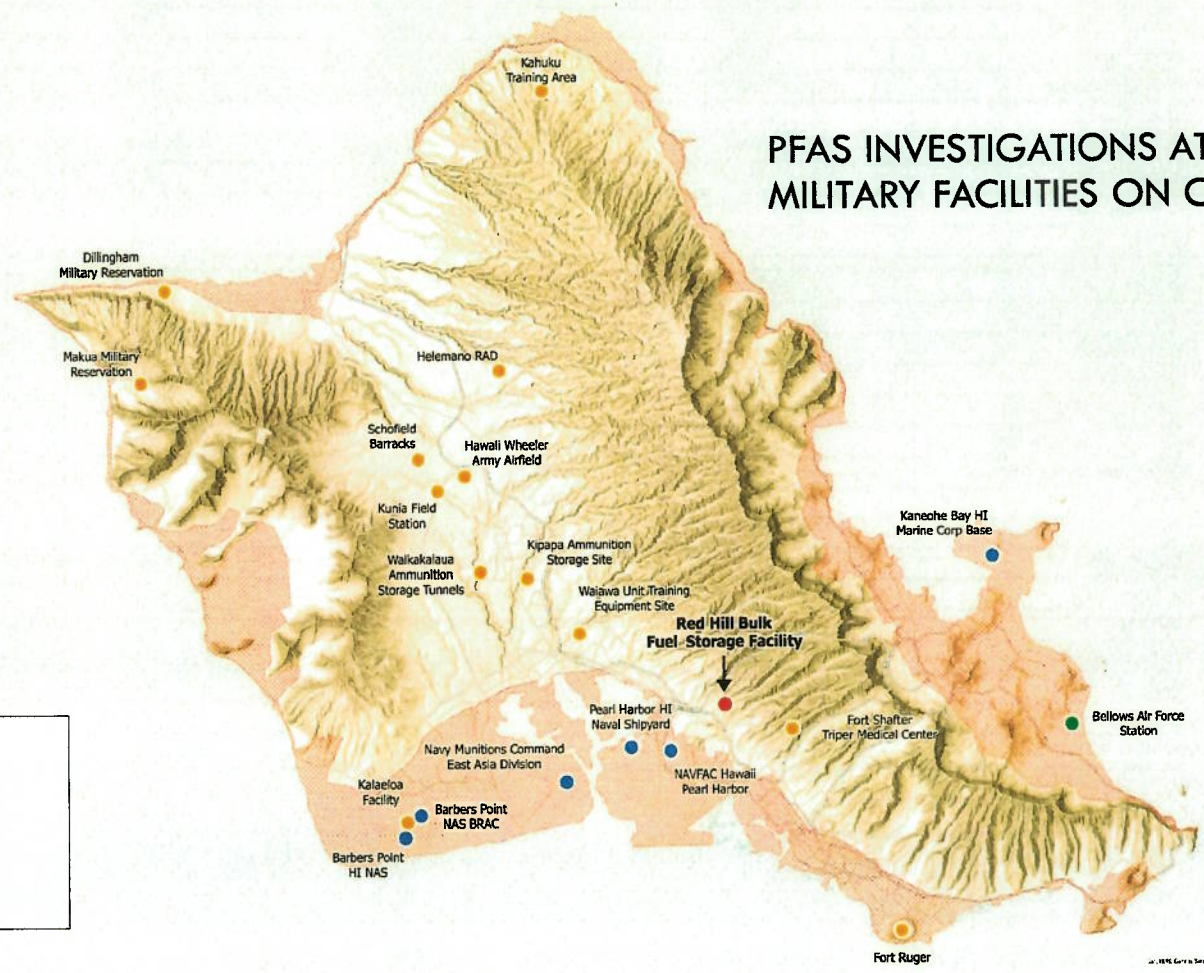 PFAS INVESTIGATIONS AT
MILITARY FACILITIES ON O
Kahuku
Training Area
Dillingham
Military Reservation
Makua Military
Reservation
Helemano RAD
Schofield
Barracks
Hawaii Wheeler
Army Airfield
Kunia Field
Station
Kaneohe Bay HI
Marine Corp Base
Waikakalaua
Ammunition
Storage Tunnels
Kipapa Ammunition
Storage Site
Waiawa Unit Training
Equipment Site
Red Hill Bulk
Fuel Storage Facility
Pearl Harbor HI
Naval Shipyard
Fort Shafter
Triper Medical Center
Bellows Air Force
Station
Navy Munitions Command
East Asia Division
NAVFAC Hawaii
Pearl Harbor
Kalaeloa
Facility
Barbers Point
NAS BRAC
Barbers Point
HI NAS
Fort Ruger